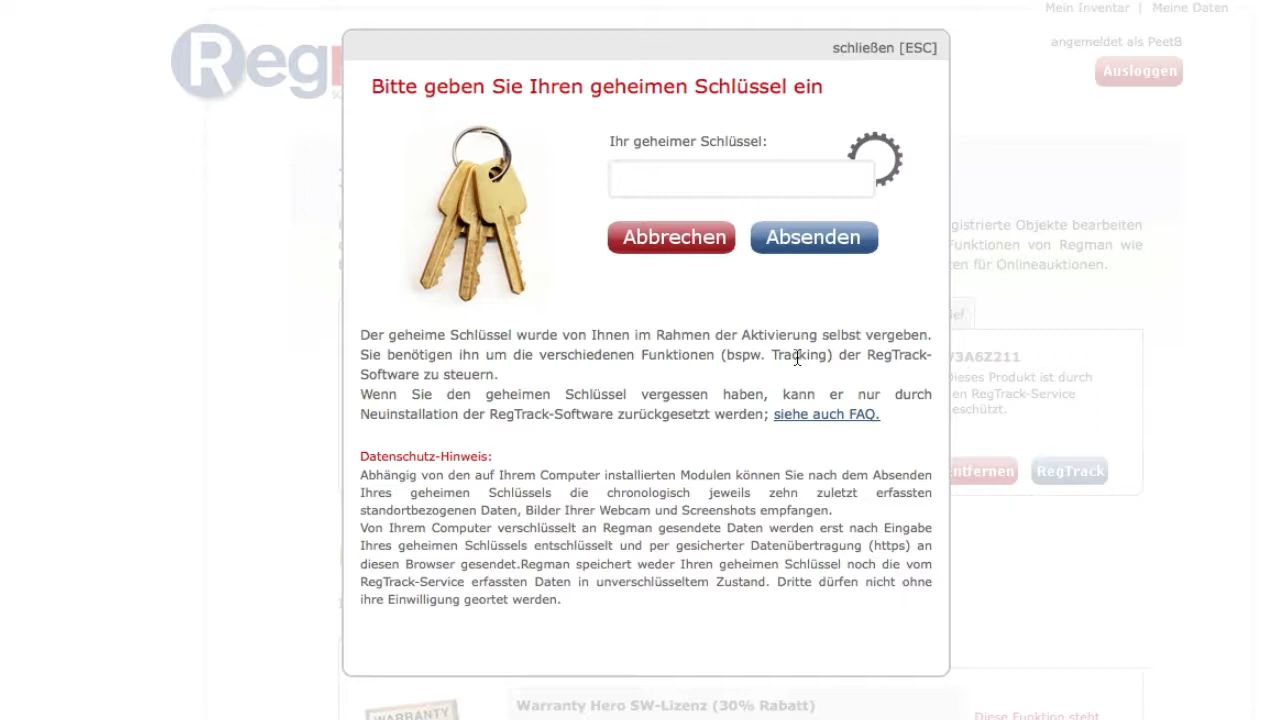 Mein Inventar | Meine Daten
angemeldet als PeetB
Ausloggen
Reg
schließen [ESC]
Bitte geben Sie Ihren geheimen Schlüssel ein
Ihr geheimer Schlüssel:
Abbrechen Absenden
Der geheime Schlüssel wurde von Ihnen im Rahmen der Aktivierung selbst vergeben.
Sie benötigen ihn um die verschiedenen Funktionen (bspw. Tracking) der RegTrack-
Software zu steuern.
Wenn Sie den geheimen Schlüssel vergessen haben, kann er nur durch
Neuinstallation der RegTrack-Software zurückgesetzt werden; siehe auch FAQ.
Datenschutz-Hinweis:
Abhängig von den auf Ihrem Computer installierten Modulen können Sie nach dem Absenden
Ihres geheimen Schlüssels die chronologisch jeweils zehn zuletzt erfassten
standortbezogenen Daten, Bilder Ihrer Webcam und Screenshots empfangen.
Von Ihrem Computer verschlüsselt an Regman gesendete Daten werden erst nach Eingabe
Ihres geheimen Schlüssels entschlüsselt und per gesicherter Datenübertragung (https) an
diesen Browser gesendet.Regman speichert weder Ihren geheimen Schlüssel noch die vom
RegTrack-Service erfassten Daten in unverschlüsseltem Zustand. Dritte dürfen nicht ohne
ihre Einwilligung geortet werden.
gistrierte Objekte bearbeiten
Funktionen von Regman wie
en für Onlineauktionen.
ief
V3A6Z211
Dieses Produkt ist durch
en RegTrack-Service
eschützt.
ntfernen RegTrack
WARRANTY
Warranty Hero SW-Lizenz (30% Rabatt)
Diese Funktion steht